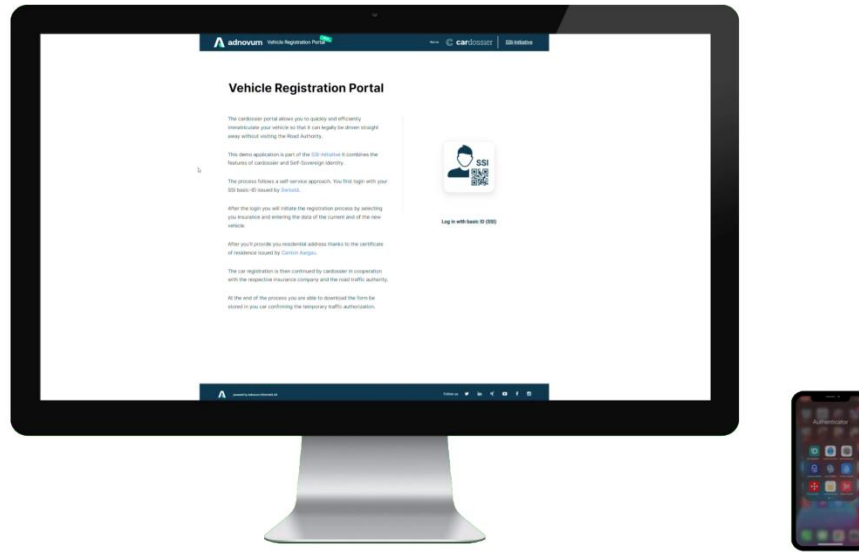 adnovum Vehicle Registration Portal
Home cardossier SSI-Initiative
Vehicle Registration Portal
The cardossier portal allows you to quickly and efficiently
immatriculate your vehicle so that it can legally be driven straight
away without visiting the Road Authority.
This demo application is part of the SSI-Initiative It combines the
features of cardossier and Self-Sovereign Identity.
The process follows a self-service approach. You first login with your
SSI basic-ID issued by
After the login you will initiate the registration process by selecting
you insurance and entering the data of the current and of the new
vehicle.
After you'll provide you residential address thanks to the certificate
of residence issued by Canton Aargau.
The car registration is then continued by cardossier in cooperation
with the respective insurance company and the road traffic authority.
At the end of the process you are able to download the form be
stored in you car confirming the temporary traffic authorization.
SSI
Log in with basic ID (SSI)
Follow us
Authenticator